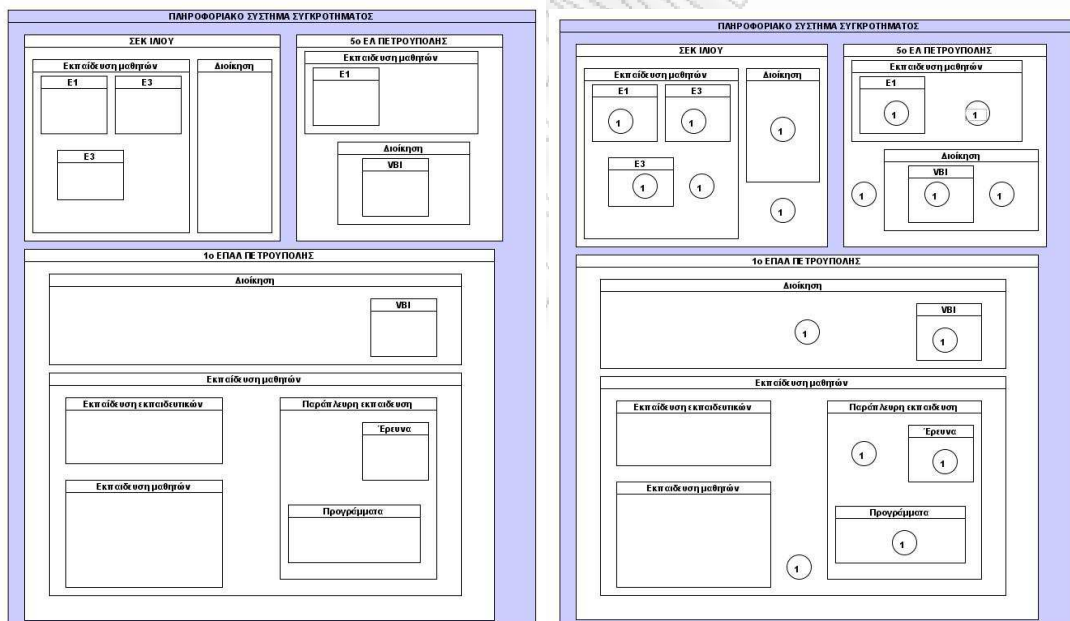 ΠΛΗΡΟΦΟΡΙΑΚΟ ΣΥΣΤΗΜΑ ΣΥΓΚΡΟΤΗΜΑΤΟΣ
ΣΕΚ ΙΛΙΟΥ
5ο ΕΛ ΠΕΤΡΟΥΠΟΛΗΣ
Εκπαίδευση μαθητών
Διοίκηση
Εκπαίδευση μαθητών
Ε1
Ε3
Ε1
Ε3
Διοίκηση
VBI
1ο ΕΠΑΛ ΠΕΤΡΟΥΠΟΛΗΣ
Διοίκηση
VBI
Εκπαίδευση μαθητών
Εκπαίδευση εκπαιδευτικών
Παράπλευρη εκπαιδευση
Έρευνα
Εκπαιδευση μαθητών
Προγράμματα
ΠΛΗΡΟΦΟΡΙΑΚΟ ΣΥΣΤΗΜΑ ΣΥΓΚΡΟΤΗΜΑΤΟΣ
ΣΕΚ ΙΛΙΟΥ
5ο ΕΛ ΠΕΤΡΟΥΠΟΛΗΣ
Εκπαίδευση μαθητών
Διοίκηση
Εκπαίδευση μαθητών
Ε1
Ε3
Ε1
1
1
1
1
1
Ε3
Διοίκηση
VBI
1
1
1
1
1
1
1ο ΕΠΑΛ ΠΕΤΡΟΥΠΟΛΗΣ
Διοίκηση
VBI
1
1
Εκπαίδευση μαθητών
Εκπαίδευση εκπαιδευτικών
Παράπλευρη εκπαιδευση
Έρευνα
1
1
Εκπαιδευση μαθητών
Προγράμματα
1
1